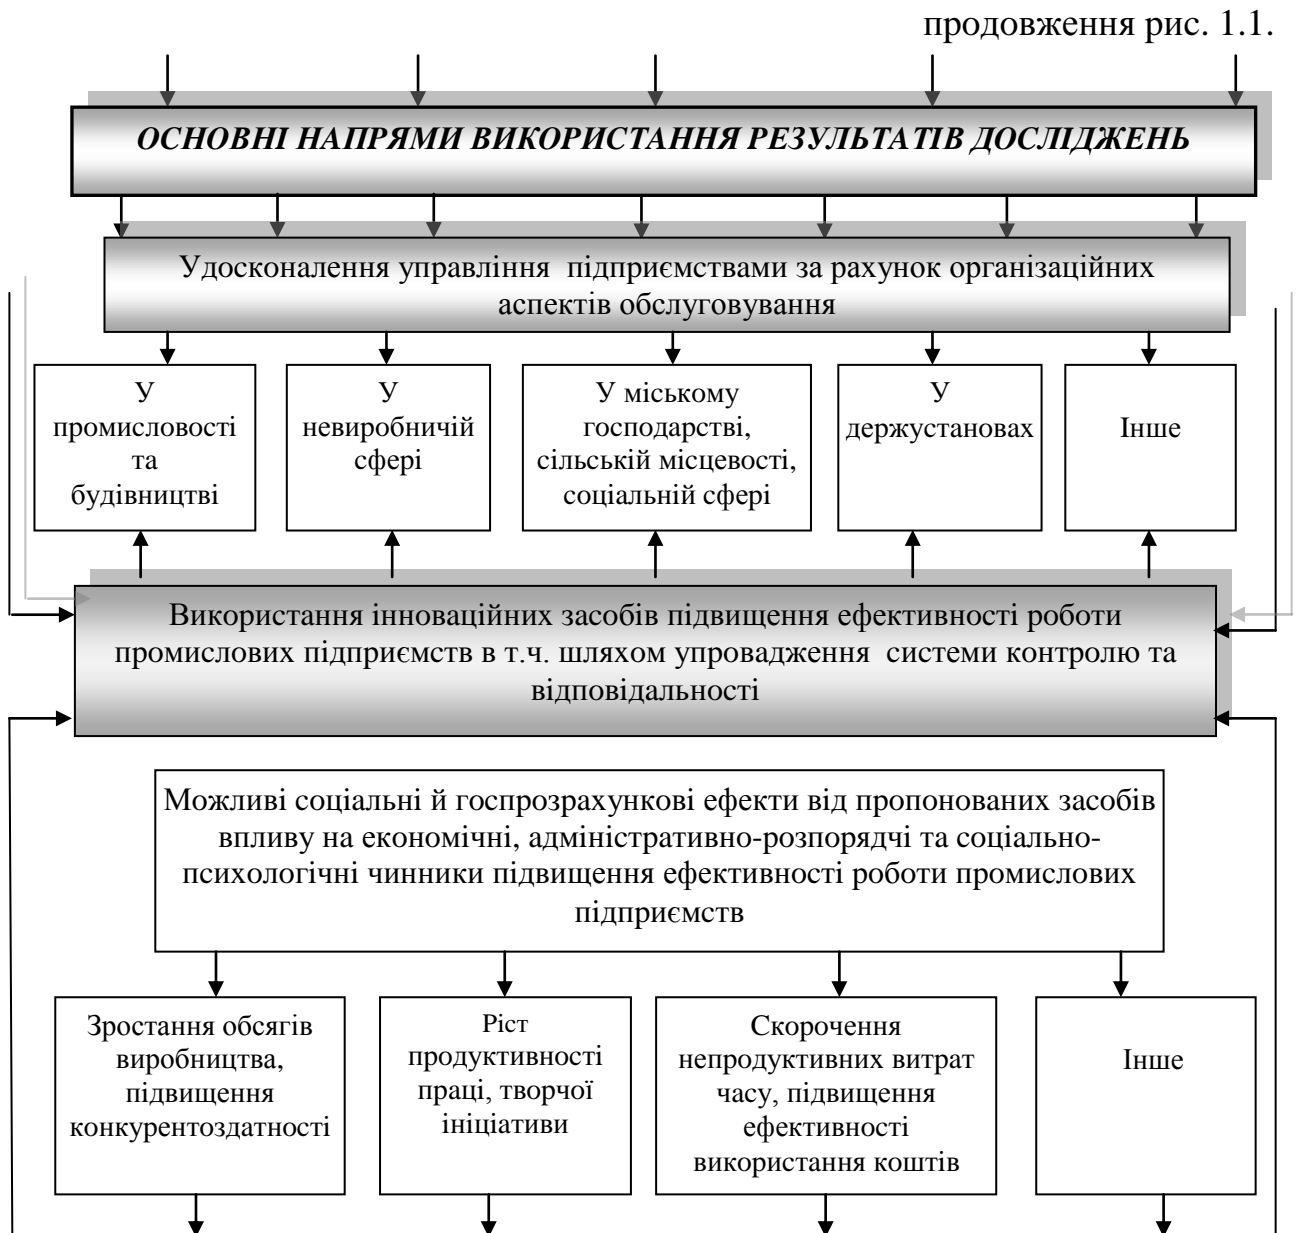 продовження рис. 1.1.
ОСНОВНІ НАПРЯМИ ВИКОРИСТАННЯ РЕЗУЛЬТАТІВ ДОСЛІДЖЕНЬ
Удосконалення управління підприємствами за рахунок організаційних
аспектів обслуговування
У
промисловості
та
будівництві
У
невиробничій
сфері
У міському
господарстві,
сільській місцевості,
соціальній сфері
У
держустановах
Інше
Використання інноваційних засобів підвищення ефективності роботи
промислових підприємств в т.ч. шляхом упровадження системи контролю та
відповідальності
Можливі соціальні й госпрозрахункові ефекти від пропонованих засобів
впливу на економічні, адміністративно-розпорядчі та соціально-
психологічні чинники підвищення ефективності роботи промислових
підприємств
Зростання обсягів
виробництва,
підвищення
конкурентоздатності
Ріст
продуктивності
праці, творчої
ініціативи
Скорочення
непродуктивних витрат
часу, підвищення
ефективності
використання коштів
Інше